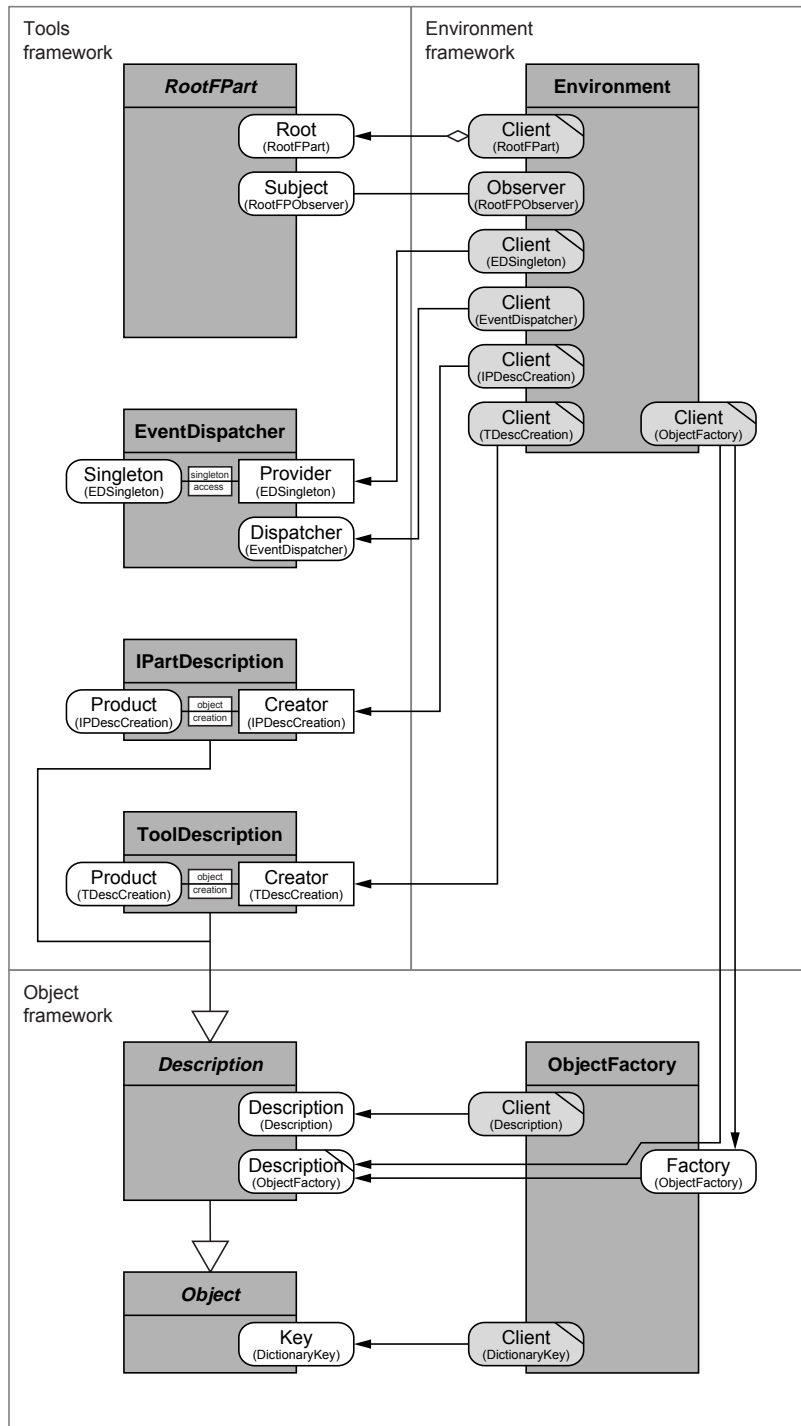 Tools
framework
Environment
framework
RootFPart
Environment
Root
(RootFPart)
Client
(RootFPart)
Subject
(RootFPObserver)
Observer
(RootFPObserver)
Client
(EDSingleton)
Client
(EventDispatcher)
Client
(IPDescCreation)
Client
(TDescCreation)
Client
(ObjectFactory)
EventDispatcher
Singleton
(EDSingleton)
singleton
access
Provider
(EDSingleton)
Dispatcher
(EventDispatcher)
IPartDescription
Product
(IPDescCreation)
object
creation
Creator
(IPDescCreation)
ToolDescription
Product
(TDescCreation)
object
creation
Creator
(TDescCreation)
Object
framework
Description
ObjectFactory
Description
(Description)
Client
(Description)
Description
(ObjectFactory)
Factory
(ObjectFactory)
Object
Key
(DictionaryKey)
Client
(DictionaryKey)